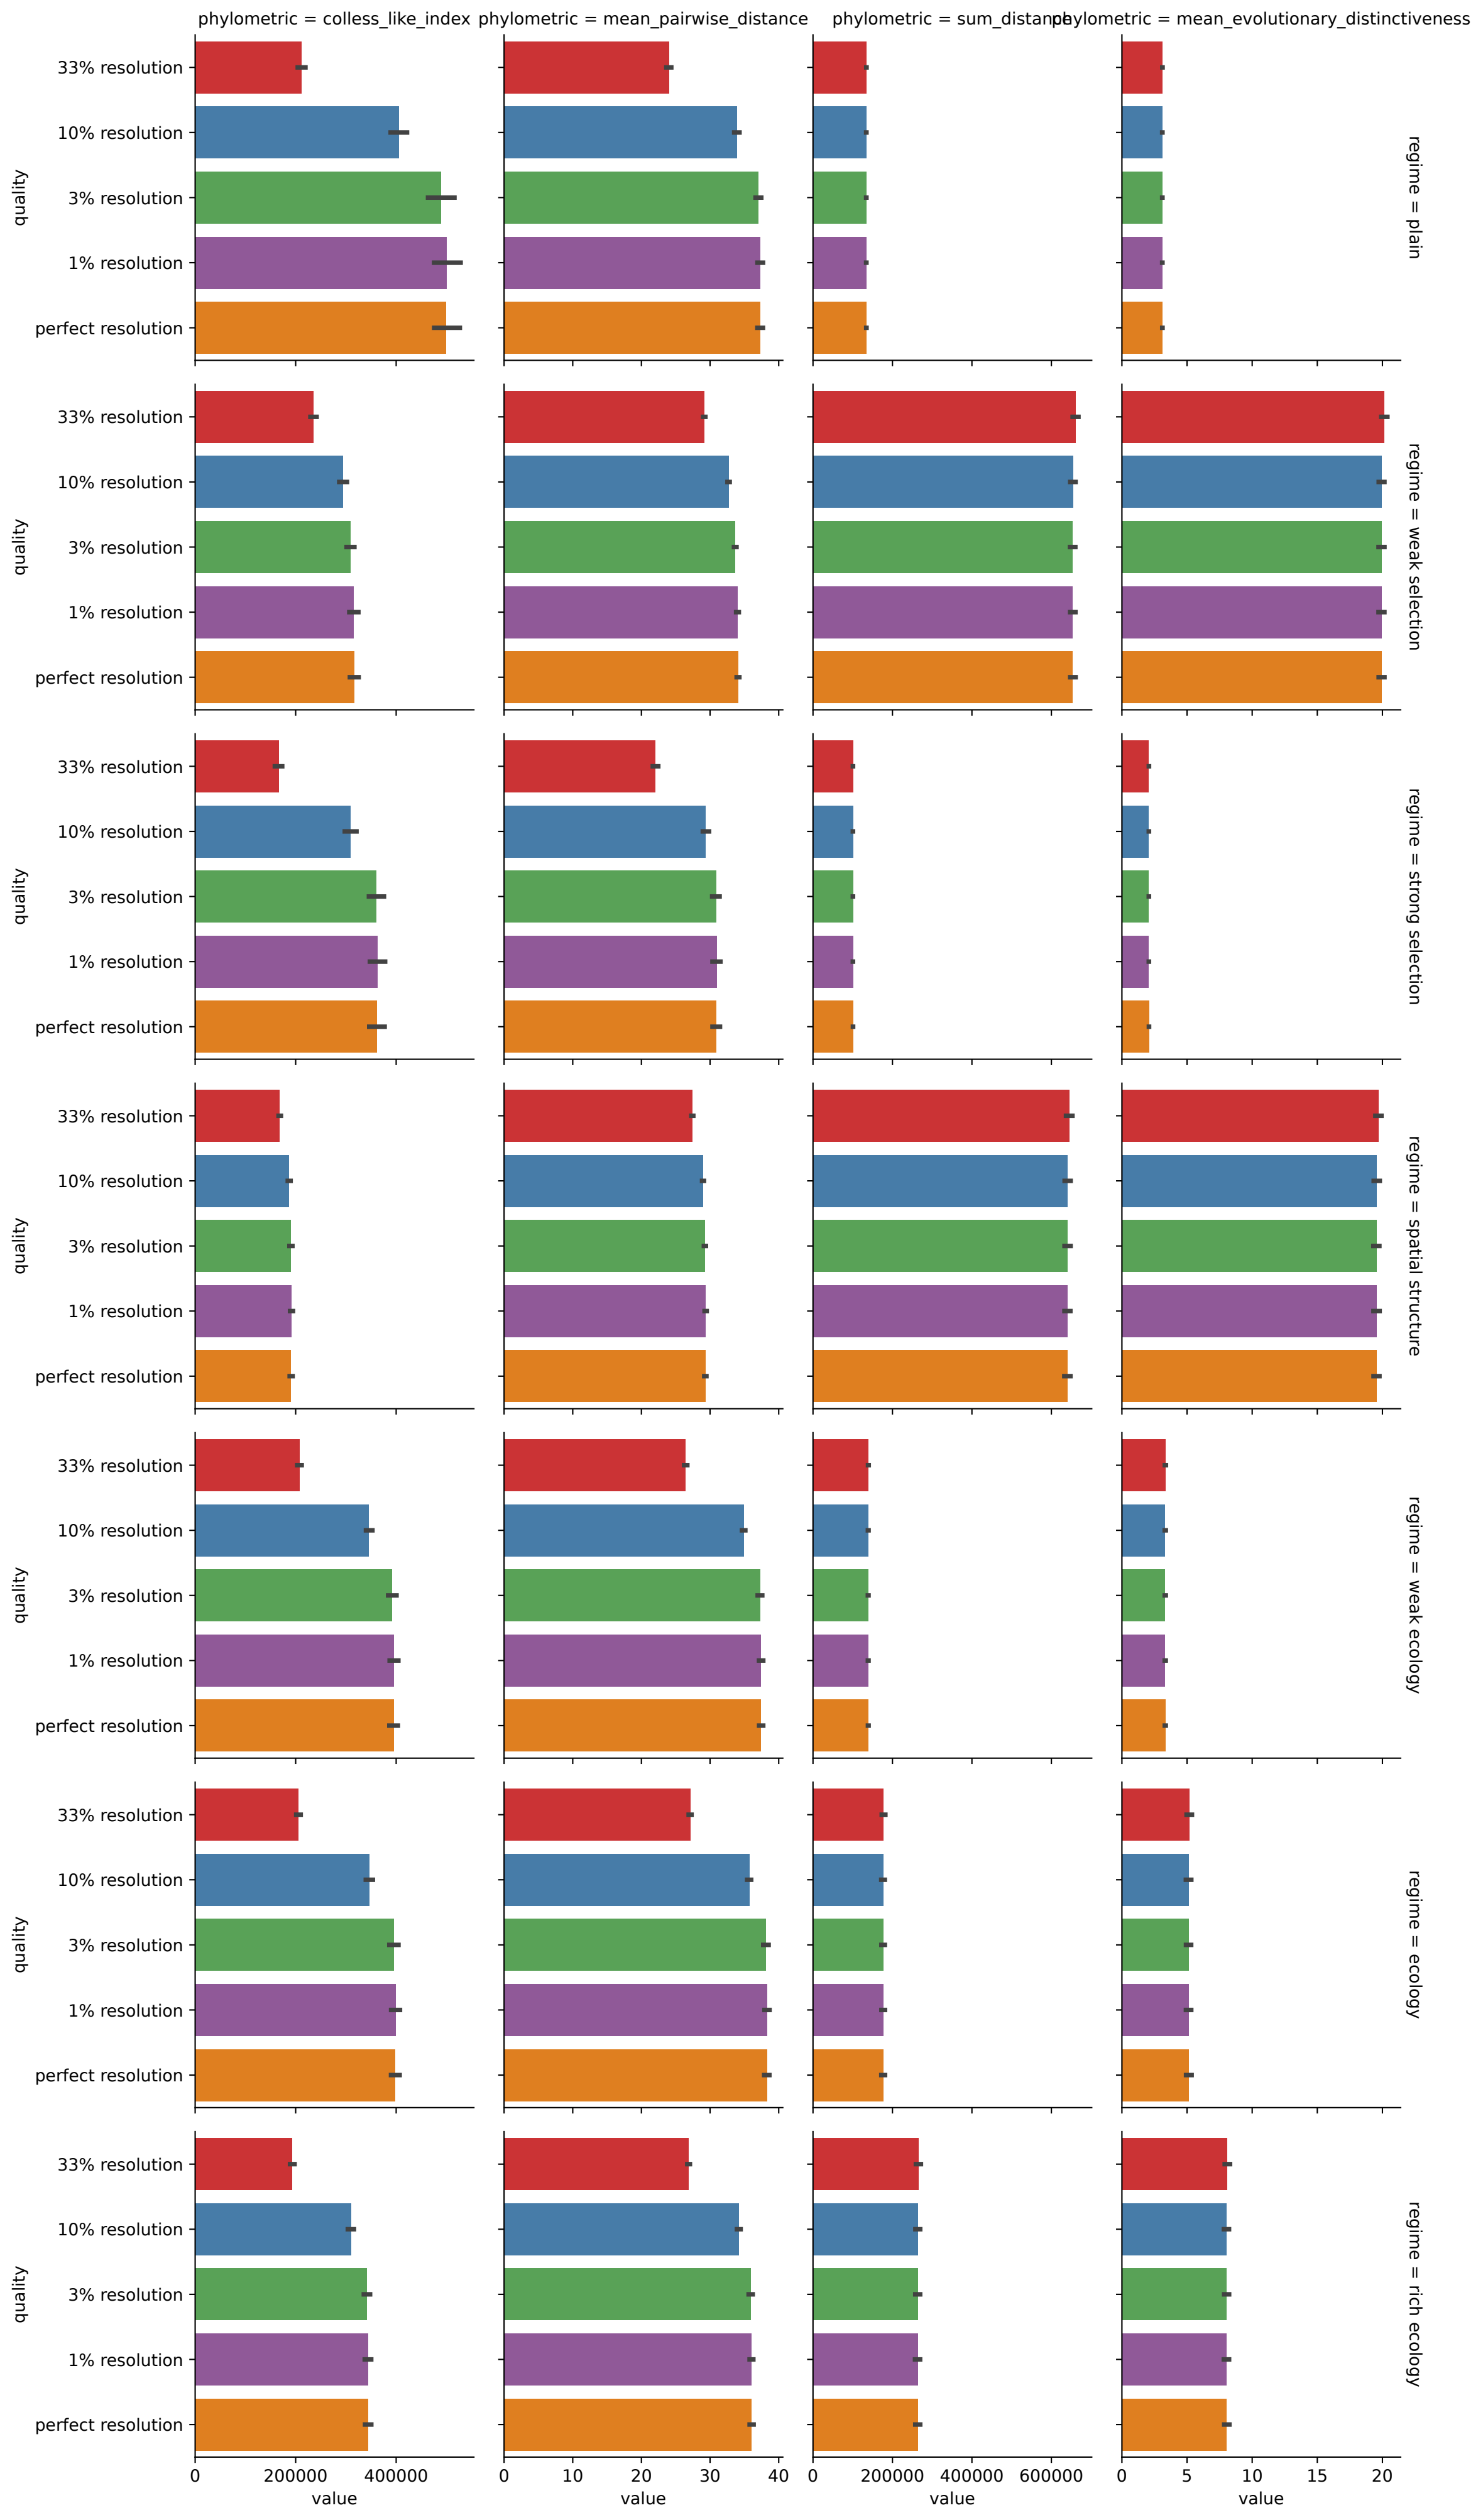 phylometric = colless_like_index
phylometric = mean_pairwise_distance
phylometric = sum_distance
phylometric = mean_evolutionary_distinctiveness
quality
33% resolution
10% resolution
3% resolution
1% resolution
perfect resolution
regime = plain
quality
33% resolution
10% resolution
3% resolution
1% resolution
perfect resolution
regime = weak selection
quality
33% resolution
10% resolution
3% resolution
1% resolution
perfect resolution
regime = strong selection
quality
33% resolution
10% resolution
3% resolution
1% resolution
perfect resolution
regime = spatial structure
quality
33% resolution
10% resolution
3% resolution
1% resolution
perfect resolution
regime = weak ecology
quality
33% resolution
10% resolution
3% resolution
1% resolution
perfect resolution
regime = ecology
quality
33% resolution
10% resolution
3% resolution
1% resolution
perfect resolution
regime = rich ecology
0 200000 400000
0 10 20 30 40
0 200000 400000 600000
0 5 10 15 20
value
value
value
value